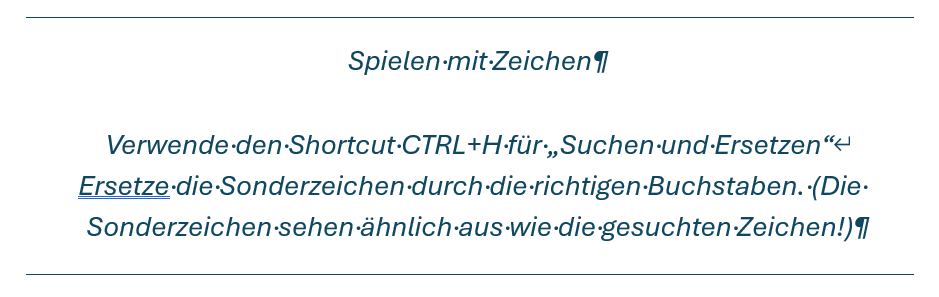 Spielen·mit·Zeichen¶
Verwende·den·Shortcut·CTRL+H·für·„Suchen·und·Ersetzen“↵
Ersetze·die·Sonderzeichen·durch·die·richtigen·Buchstaben.·(Die·
Sonderzeichen·sehen·ähnlich·aus·wie·die·gesuchten·Zeichen!)¶